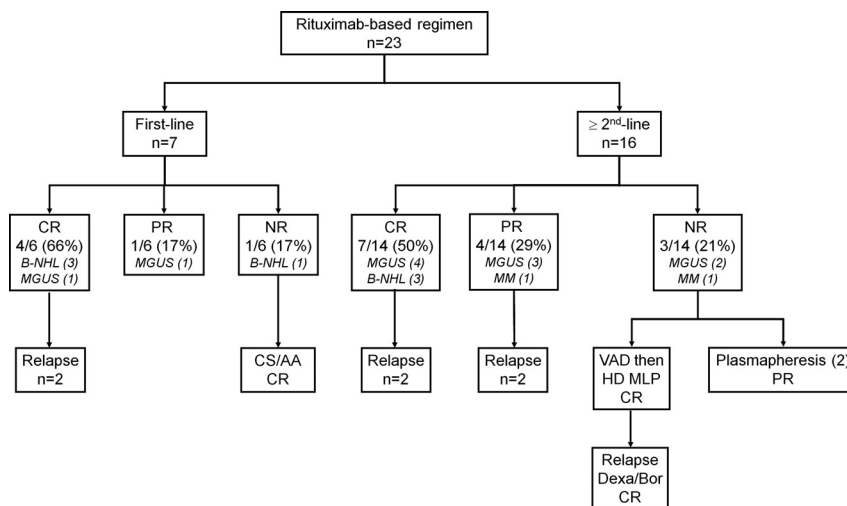 Rituximab-based regimen
n=23
First-line
n=7
≥ 2nd-line
n=16
CR
4/6 (66%)
B-NHL (3)
MGUS (1)
PR
1/6 (17%)
MGUS (1)
NR
1/6 (17%)
B-NHL (1)
CR
7/14 (50%)
MGUS (4)
B-NHL (3)
PR
4/14 (29%)
MGUS (3)
MM (1)
NR
3/14 (21%)
MGUS (2)
MM (1)
Relapse
n=2
CS/AA
CR
Relapse
n=2
Relapse
n=2
VAD then
HD MLP
CR
Plasmapheresis (2)
PR
Relapse
Dexa/Bor
CR